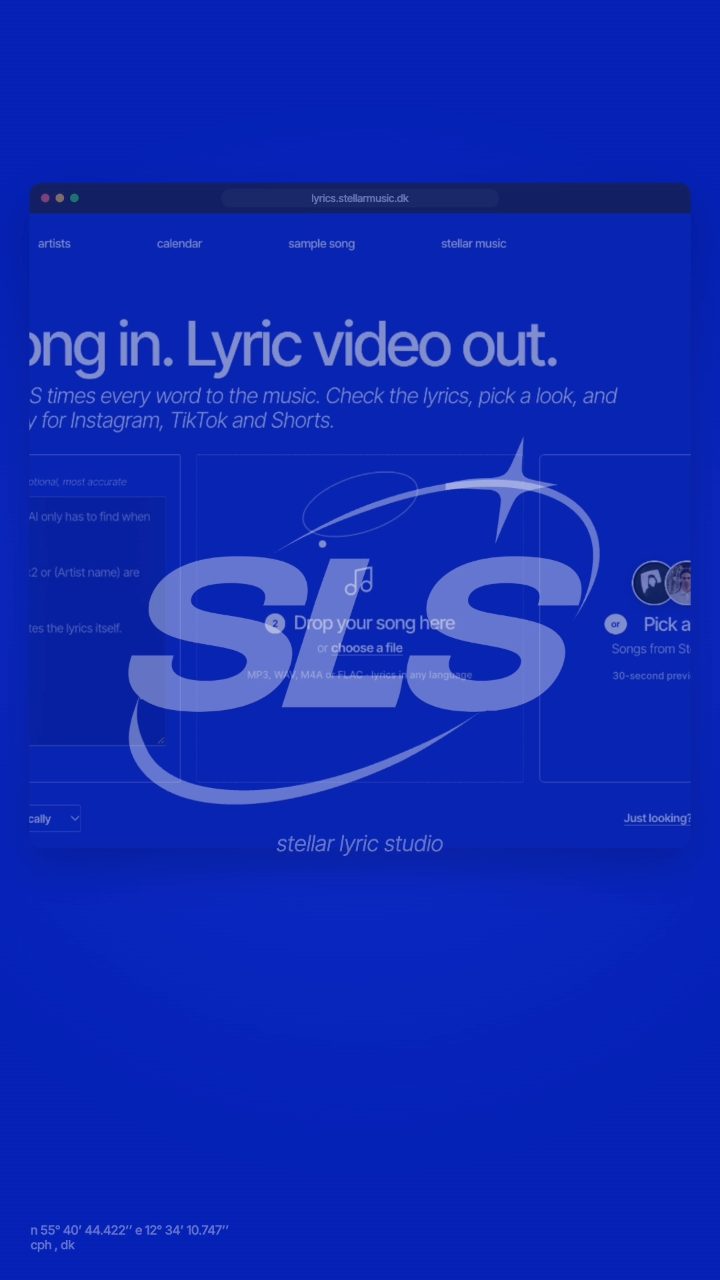 lyrics.stellarmusic.dk
artists calendar sample song stellar music
ong in. Lyric video out.
S times every word to the music. Check the lyrics, pick a look, and
y for Instagram, TikTok and Shorts.
optional, most accurate
AI only has to find when
x2 or (Artist name) are
tes the lyrics itself.
SLS
2 Drop your song here
or choose a file
MP3, WAV, M4A or FLAC · lyrics in any language
or Pick a
Songs from Ste
30-second previ
cally
Just looking?
stellar lyric studio
n 55° 40′ 44.422′′ e 12° 34′ 10.747′′
cph , dk